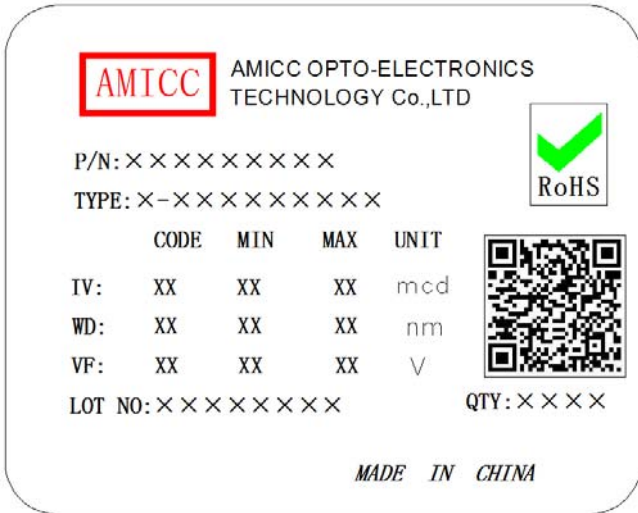 AMICC
AMICC OPTO-ELECTRONICS
TECHNOLOGY Co.,LTD
RoHS
P/N:×××××××××
TYPE:×-×××××××××
CODE MIN MAX UNIT
IV: XX XX XX mcd
WD: XX XX XX nm
VF: XX XX XX V
LOT NO:××××××××
QTY:××××
MADE IN CHINA